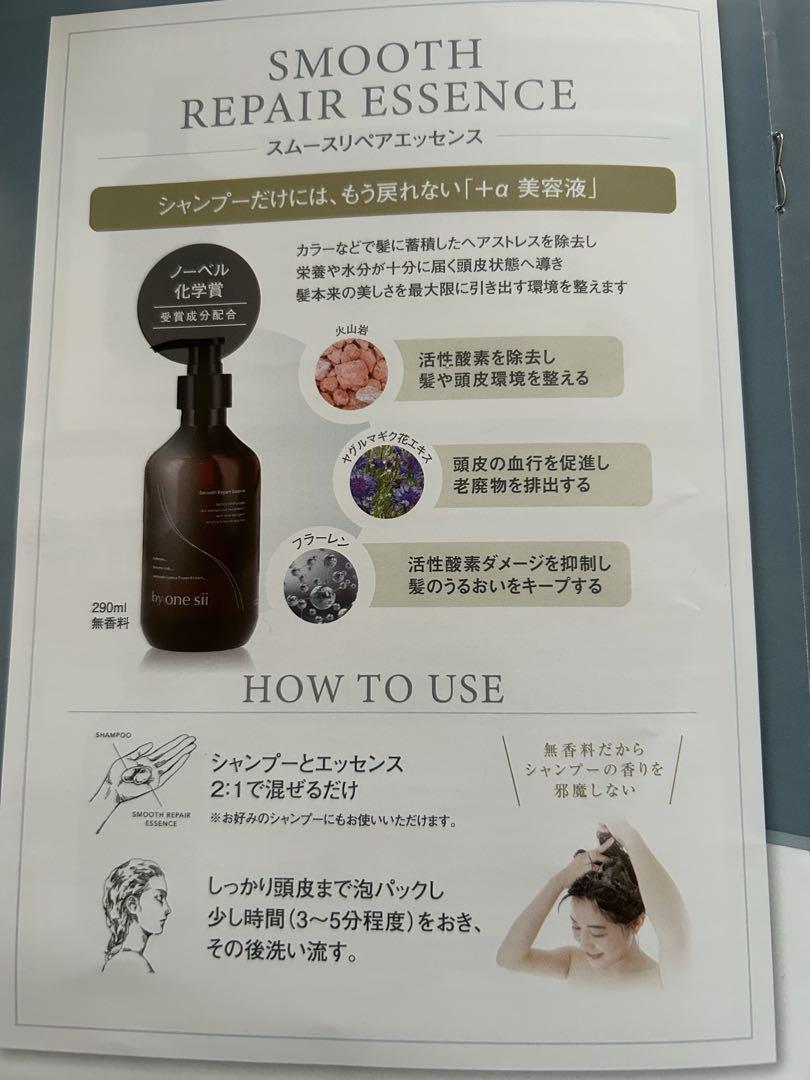 SMOOTH
REPAIR ESSENCE
スムースリペアエッセンス
シャンプーだけには、もう戻れない「+α 美容液」
ノーベル
化学賞
受賞成分配合
カラーなどで髪に蓄積したヘアストレスを除去し
栄養や水分が十分に届く頭皮状態へ導き
髪本来の美しさを最大限に引き出す環境を整えます
火山岩
活性酸素を除去し
髪や頭皮環境を整える
ヤグルマギク花エキス
頭皮の血行を促進し
老廃物を排出する
フラーレン
活性酸素ダメージを抑制し
髪のうるおいをキープする
Smooth Repair Essence
by one sii
290ml
無香料
HOW TO USE
SHAMPOO
SMOOTH REPAIR
ESSENCE
シャンプーとエッセンス
2:1で混ぜるだけ
※お好みのシャンプーにもお使いいただけます。
無香料だから
シャンプーの香りを
邪魔しない
しっかり頭皮まで泡パックし
少し時間(3〜5分程度)をおき、
その後洗い流す。